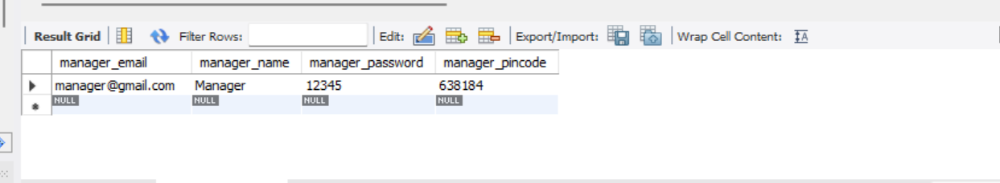 Result Grid Filter Rows: Edit: Export/Import: Wrap Cell Content: IA
manager_email manager_name manager_password manager_pincode
manager@gmail.com Manager 12345 638184
NULL NULL NULL NULL